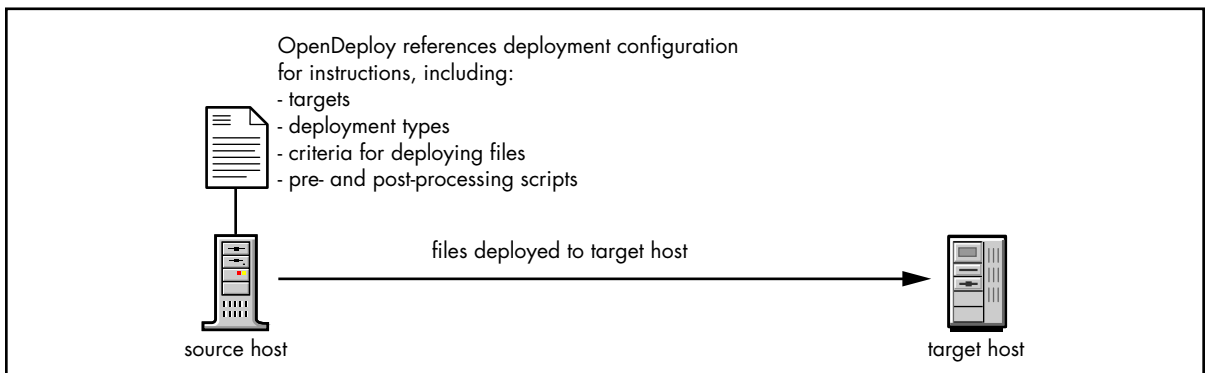 OpenDeploy references deployment configuration
for instructions, including:
- targets
- deployment types
- criteria for deploying files
- pre- and post-processing scripts
files deployed to target host
source host
target host